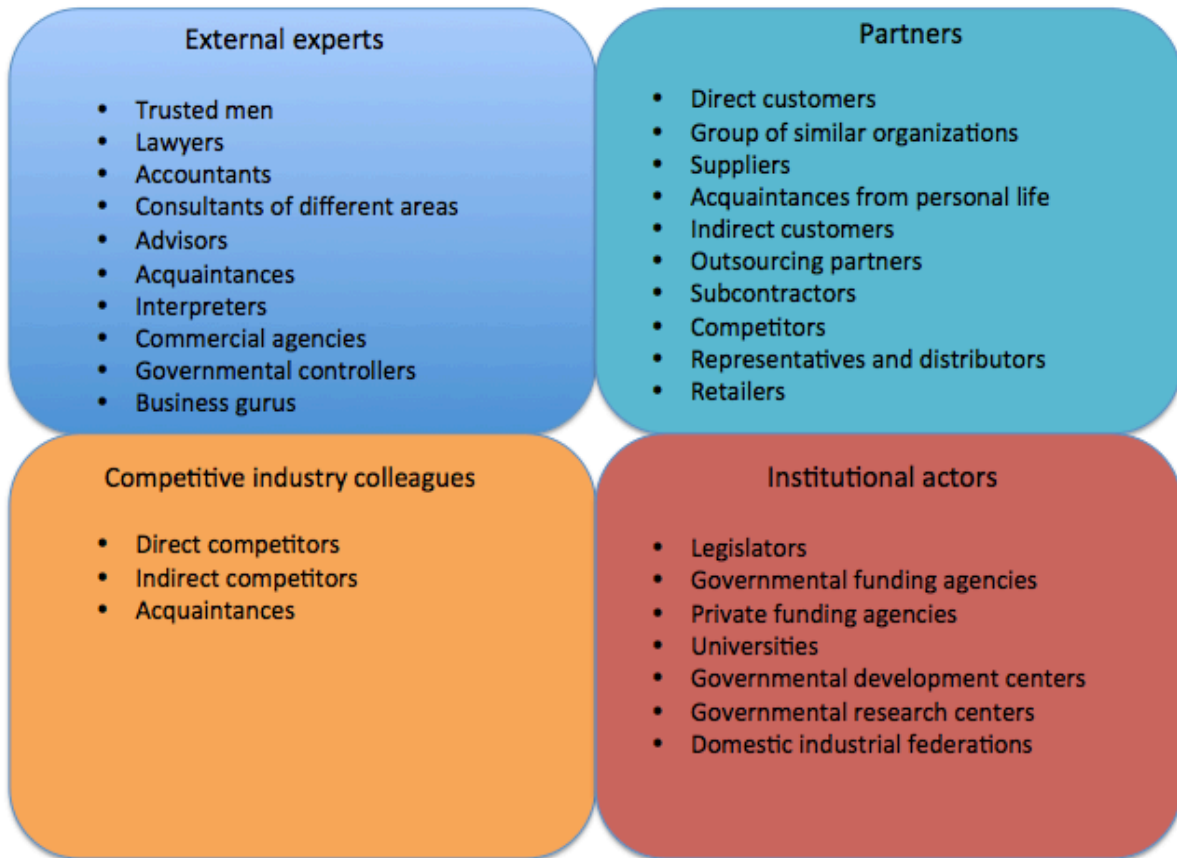 External experts
• Trusted men
• Lawyers
• Accountants
• Consultants of different areas
• Advisors
• Acquaintances
• Interpreters
• Commercial agencies
• Governmental controllers
• Business gurus
Partners
• Direct customers
• Group of similar organizations
• Suppliers
• Acquaintances from personal life
• Indirect customers
• Outsourcing partners
• Subcontractors
• Competitors
• Representatives and distributors
• Retailers
Competitive industry colleagues
• Direct competitors
• Indirect competitors
• Acquaintances
Institutional actors
• Legislators
• Governmental funding agencies
• Private funding agencies
• Universities
• Governmental development centers
• Governmental research centers
• Domestic industrial federations